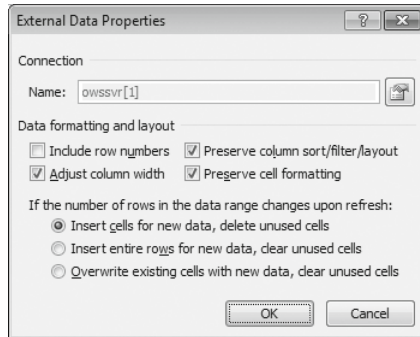 External Data Properties
Connection
Name: owssvr[1]
Data formatting and layout
Include row numbers Preserve column sort/filter/layout
Adjust column width Preserve cell formatting
If the number of rows in the data range changes upon refresh:
Insert cells for new data, delete unused cells
Insert entire rows for new data, clear unused cells
Overwrite existing cells with new data, clear unused cells
OK Cancel